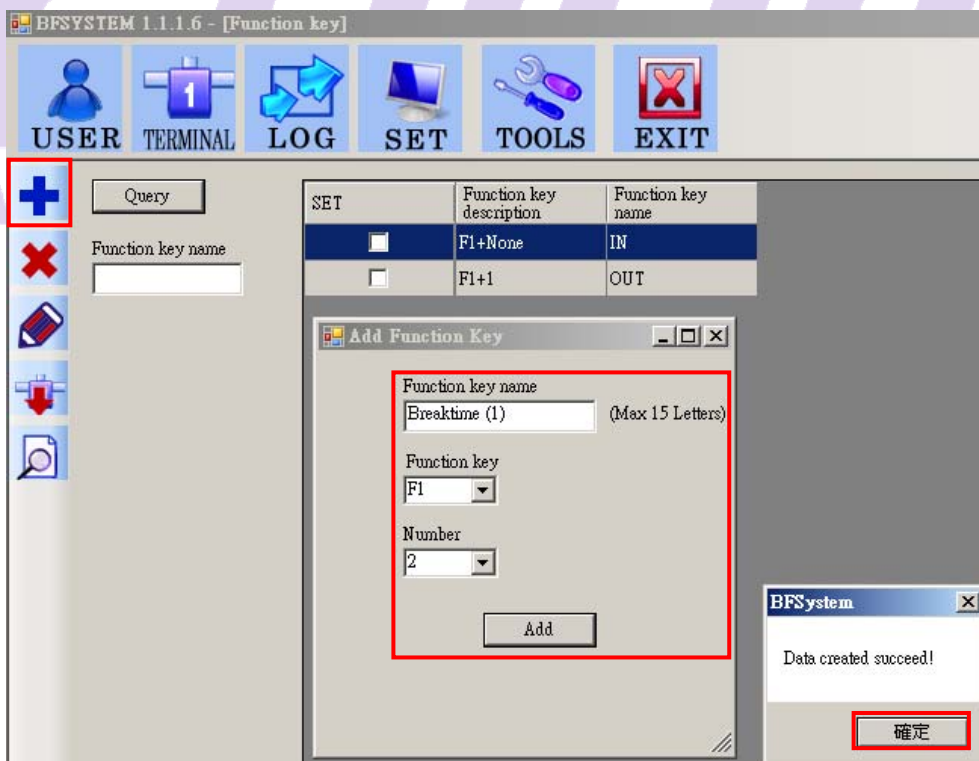 BFSYSTEM 1.1.1.6 - [Function key]
USER TERMINAL LOG SET TOOLS EXIT
1
Query
Function key name
SET Function key description Function key name
F1+None IN
F1+1 OUT
Add Function Key
Function key name
Breaktime (1) (Max 15 Letters)
Function key
F1
Number
2
Add
BFSystem
Data created succeed!
確定